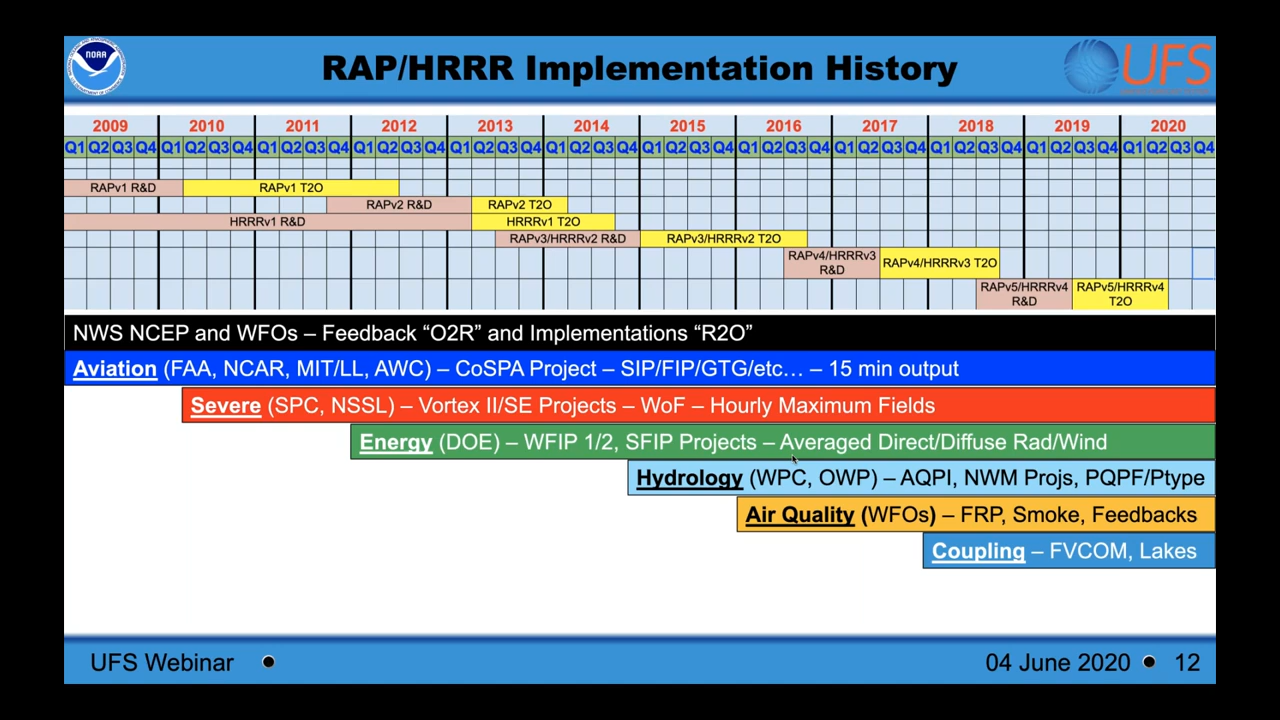 NOAA
RAP/HRRR Implementation History
UFS
2009 2010 2011 2012 2013 2014 2015 2016 2017 2018 2019 2020
Q1 Q2 Q3 Q4 Q1 Q2 Q3 Q4 Q1 Q2 Q3 Q4 Q1 Q2 Q3 Q4 Q1 Q2 Q3 Q4 Q1 Q2 Q3 Q4 Q1 Q2 Q3 Q4 Q1 Q2 Q3 Q4 Q1 Q2 Q3 Q4 Q1 Q2 Q3 Q4 Q1 Q2 Q3 Q4 Q1 Q2 Q3 Q4
RAPv1 R&D RAPv1 T2O
RAPv2 R&D RAPv2 T2O
HRRRv1 R&D HRRRv1 T2O
RAPv3/HRRRv2 R&D RAPv3/HRRRv2 T2O
RAPv4/HRRRv3
R&D
RAPv4/HRRRv3 T2O
RAPv5/HRRRv4
R&D
RAPv5/HRRRv4
T2O
NWS NCEP and WFOs – Feedback “O2R” and Implementations “R2O”
Aviation (FAA, NCAR, MIT/LL, AWC) – CoSPA Project – SIP/FIP/GTG/etc… – 15 min output
Severe (SPC, NSSL) – Vortex II/SE Projects – WoF – Hourly Maximum Fields
Energy (DOE) – WFIP 1/2, SFIP Projects – Averaged Direct/Diffuse Rad/Wind
Hydrology (WPC, OWP) – AQPI, NWM Projs, PQPF/Ptype
Air Quality (WFOs) – FRP, Smoke, Feedbacks
Coupling – FVCOM, Lakes
UFS Webinar • 04 June 2020 • 12